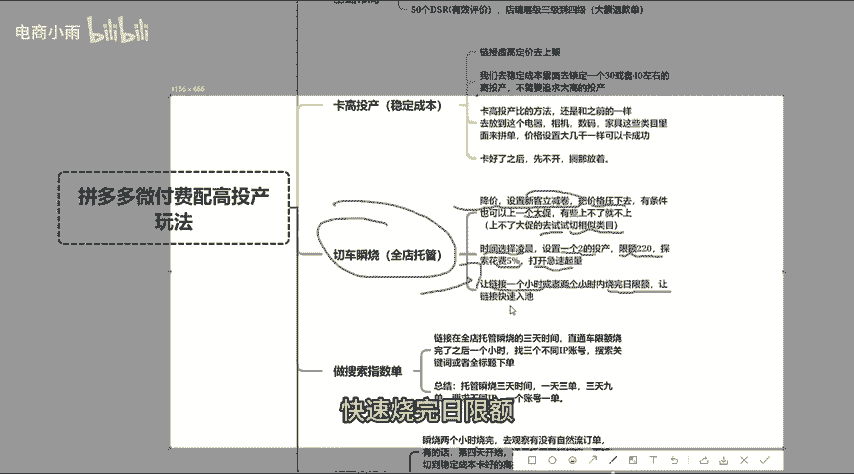 电商小雨 bilibili
50个DSR(有效评价)，店铺层级三级到四级（大额退款单）
4156 x 466
链接虚高定价去上架
我们去稳定成本里面去锁定一个30或者40左右的
高投产，不需要追求太高的投产
卡高投产（稳定成本）
卡高投产比的方法，还是和之前的一样
去放到这个电器，相机，数码，家具这些类目里
面来拼单，价格设置大几千一样可以卡成功
卡好了之后，先不开，搁那放着。
拼多多微付费配高投产
玩法
降价，设置新客立减卷，把价格压下去，有条件
也可以上一个大促，有些上不了就不上
（上不了大促的去试试切相似类目）
切车瞬烧（全店托管）
时间选择凌晨，设置一个2的投产，限额220，探
索花费5%，打开急速起量
让链接一个小时或者两个小时内烧完日限额，让
链接快速入池
链接在全店托管瞬烧的三天时间，直通车限额烧
完了之后一个小时，找三个不同IP账号，搜索关
键词或者全标题下单
做搜索指数单
总结：托管瞬烧三天时间，一天三单，三天九
快速烧完日限额
一个账号一单。
瞬烧两个小时烧完，去观察有没有自然流订单，
有的话，第四天开始，
切到稳定成本卡好的高